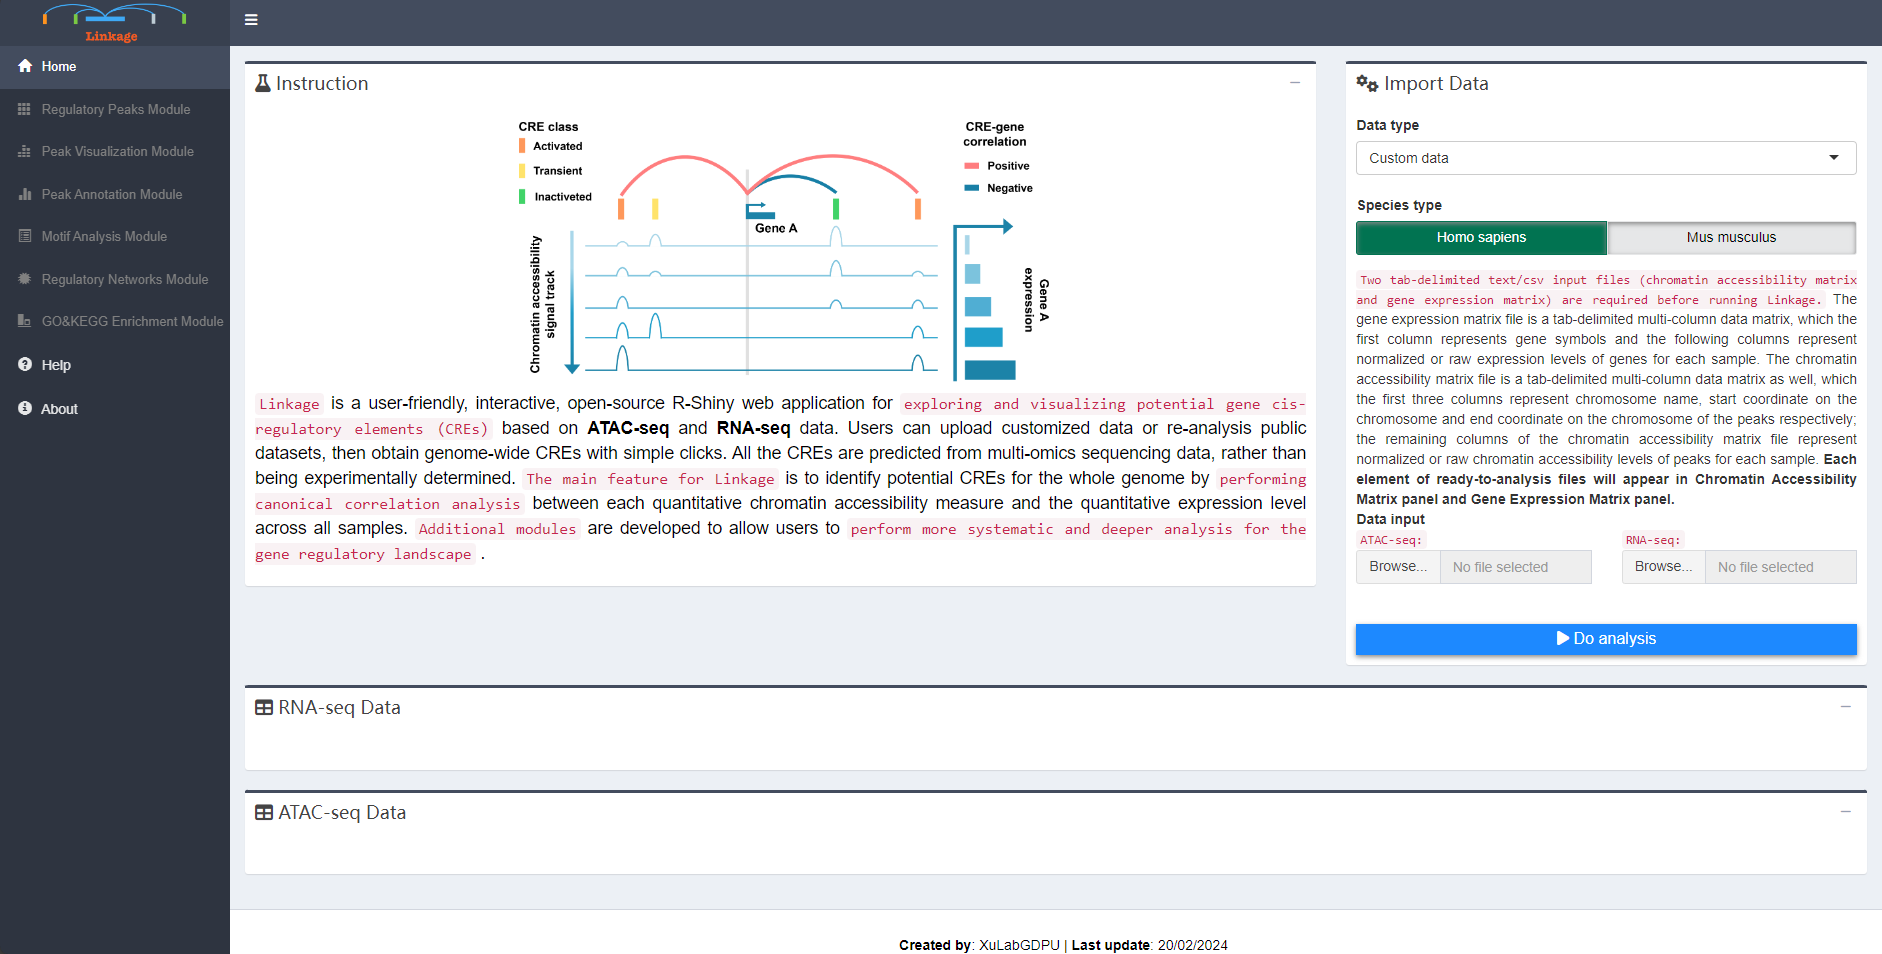 Linkage
Home
Regulatory Peaks Module
Peak Visualization Module
Peak Annotation Module
Motif Analysis Module
Regulatory Networks Module
GO&KEGG Enrichment Module
Help
About
Instruction
CRE class
Activated
Transient
Inactiveted
CRE-gene
correlation
Positive
Negative
Gene A
Chromatin accessibility
signal track
Gene A
expression
Linkage is a user-friendly, interactive, open-source R-Shiny web application for exploring and visualizing potential gene cis-
regulatory elements (CREs) based on ATAC-seq and RNA-seq data. Users can upload customized data or re-analysis public
datasets, then obtain genome-wide CREs with simple clicks. All the CREs are predicted from multi-omics sequencing data, rather than
being experimentally determined. The main feature for Linkage is to identify potential CREs for the whole genome by performing
canonical correlation analysis between each quantitative chromatin accessibility measure and the quantitative expression level
across all samples. Additional modules are developed to allow users to perform more systematic and deeper analysis for the
gene regulatory landscape .
Import Data
Data type
Custom data
Species type
Homo sapiens
Mus musculus
Two tab-delimited text/csv input files (chromatin accessibility matrix
and gene expression matrix) are required before running Linkage. The
gene expression matrix file is a tab-delimited multi-column data matrix, which the
first column represents gene symbols and the following columns represent
normalized or raw expression levels of genes for each sample. The chromatin
accessibility matrix file is a tab-delimited multi-column data matrix as well, which
the first three columns represent chromosome name, start coordinate on the
chromosome and end coordinate on the chromosome of the peaks respectively;
the remaining columns of the chromatin accessibility matrix file represent
normalized or raw chromatin accessibility levels of peaks for each sample. Each
element of ready-to-analysis files will appear in Chromatin Accessibility
Matrix panel and Gene Expression Matrix panel.
Data input
ATAC-seq:
RNA-seq:
Browse...
No file selected
Browse...
No file selected
Do analysis
RNA-seq Data
ATAC-seq Data
Created by: XuLabGDPU | Last update: 20/02/2024